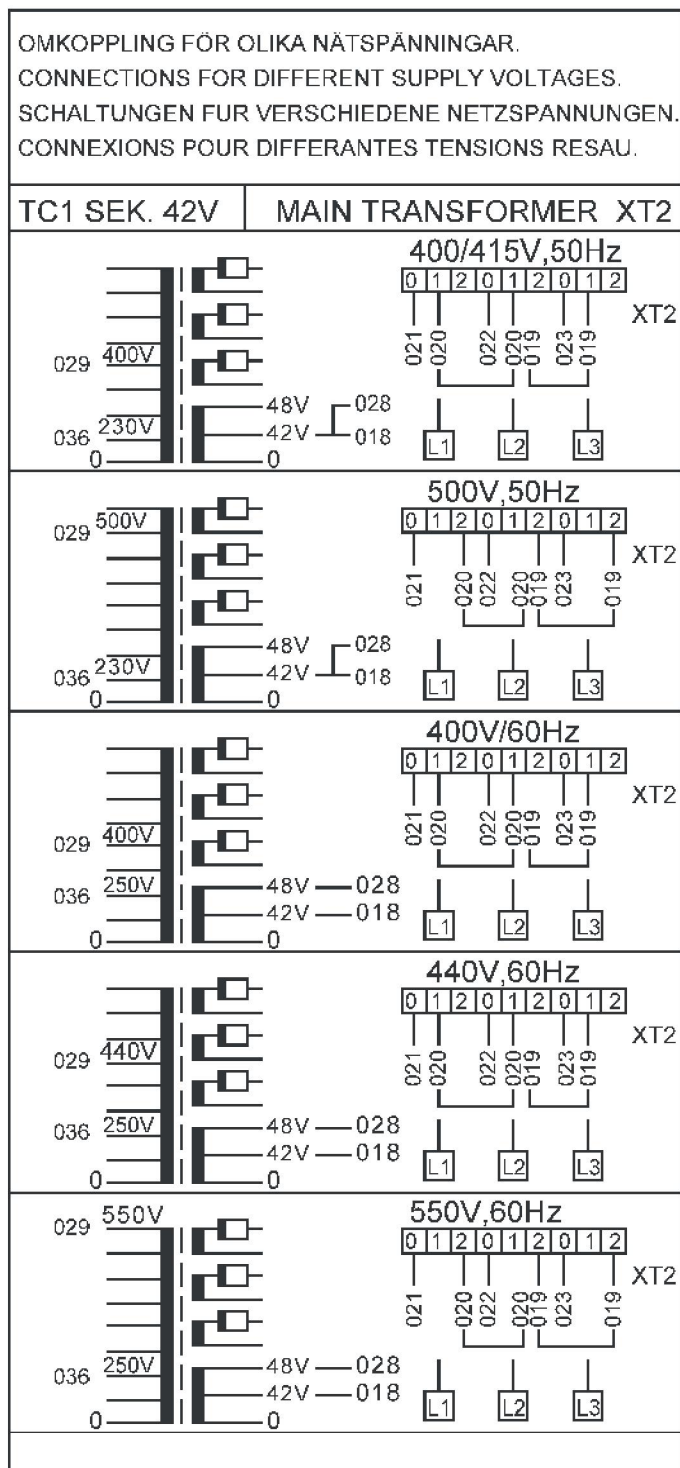 OMKOPPLING FÖR OLIKA NÄTSPÄNNINGAR.
CONNECTIONS FOR DIFFERENT SUPPLY VOLTAGES.
SCHALTUNGEN FUR VERSCHIEDENE NETZSPANNUNGEN.
CONNEXIONS POUR DIFFERANTES TENSIONS RESAU.
TC1 SEK. 42V MAIN TRANSFORMER XT2
400/415V,50Hz
0 1 2 0 1 2 0 1 2
XT2
021 020 022 020 019 023 019
029 400V
48V 028
036 230V 42V 018
0 0
L1 L2 L3
500V,50Hz
0 1 2 0 1 2 0 1 2
029 500V
XT2
021 020 022 020 019 023 019
48V 028
036 230V 42V 018
0 0
L1 L2 L3
400V/60Hz
0 1 2 0 1 2 0 1 2
XT2
021 020 022 020 019 023 019
029 400V
036 250V 48V 028
42V 018
0 0
L1 L2 L3
440V,60Hz
0 1 2 0 1 2 0 1 2
XT2
029 440V
021 020 022 020 019 023 019
036 250V 48V 028
42V 018
0 0
L1 L2 L3
029 550V
550V,60Hz
0 1 2 0 1 2 0 1 2
XT2
021 020 022 020 019 023 019
036 250V 48V 028
42V 018
0 0
L1 L2 L3